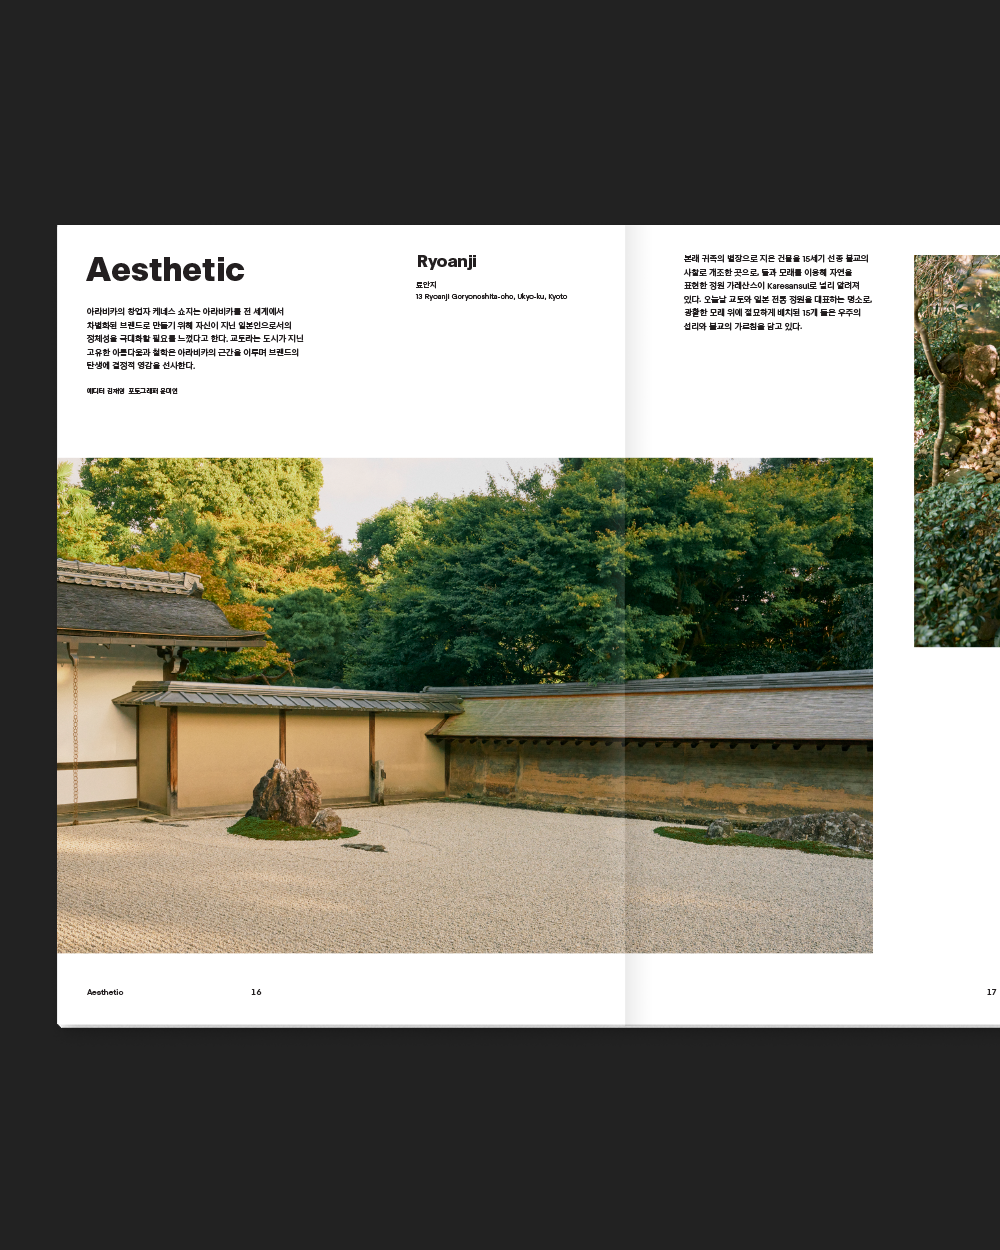 Aesthetic
아라비카의 창업자 케네스 쇼지는 아라비카를 전 세계에서
차별화된 브랜드로 만들기 위해 자신이 지닌 일본인으로서의
정체성을 극대화할 필요를 느꼈다고 한다. 교토라는 도시가 지닌
고유한 아름다움과 철학은 아라비카의 근간을 이루며 브랜드의
탄생에 결정적 영감을 선사한다.
에디터 김재영 포토그래퍼 윤미연
Ryoanji
료안지
13 Ryoanji Goryonoshita-cho, Ukyo-ku, Kyoto
본래 귀족의 별장으로 지은 건물을 15세기 선종 불교의
사찰로 개조한 곳으로, 돌과 모래를 이용해 자연을
표현한 정원 가레산스이 Karesansui로 널리 알려져
있다. 오늘날 교토와 일본 전통 정원을 대표하는 명소로,
광활한 모래 위에 절묘하게 배치된 15개 돌은 우주의
섭리와 불교의 가르침을 담고 있다.
Aesthetic
16
17